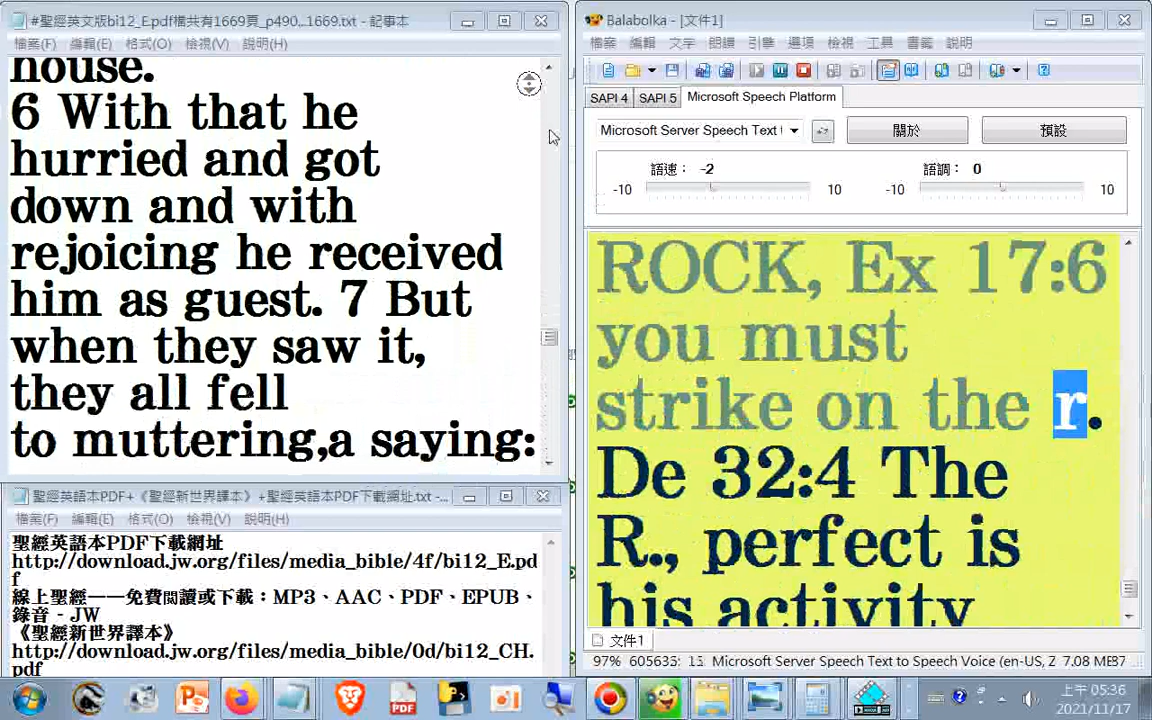 #聖經英文版bi12_E.pdf檔共有1669頁_p490,..1669.txt - 記事本
檔案(F) 編輯(E) 格式(O) 檢視(V) 說明(H)
house.
6 With that he
hurried and got
down and with
rejoicing he received
him as guest. 7 But
when they saw it,
they all fell
to muttering,a saying:
聖經英語本PDF+《聖經新世界譯本》+聖經英語本PDF下載網址.txt -...
檔案(F) 編輯(E) 格式(O) 檢視(V) 說明(H)
聖經英語本PDF下載網址
http://download.jw.org/files/media_bible/4f/bi12_E.pd
f
線上聖經——免費閱讀或下載：MP3、AAC、PDF、EPUB、
錄音 - JW
《聖經新世界譯本》
http://download.jw.org/files/media_bible/0d/bi12_CH.
pdf
Balabolka - [文件1]
檔案 編輯 文字 朗讀 引擎 選項 檢視 工具 書籤 說明
SAPI 4 SAPI 5 Microsoft Speech Platform
Microsoft Server Speech Text 關於 預設
語速： -2 語調： 0
-10 10 -10 10
ROCK, Ex 17:6
you must
strike on the r.
De 32:4 The
R., perfect is
his activity
文件1
97% 605635: 15 Microsoft Server Speech Text to Speech Voice (en-US, Z 7.08 MB
上午 05:36
2021/11/17